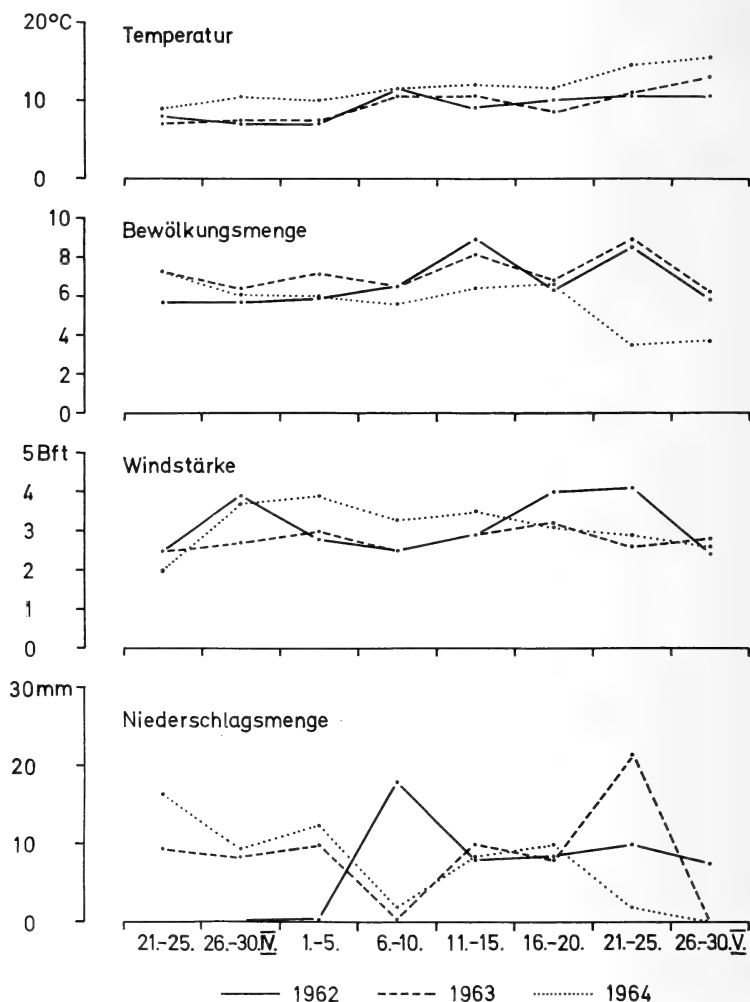 20°C
Temperatur
10
0
10
Bewölkungsmenge
8
6
4
2
0
5 Bft
Windstärke
4
3
2
1
0
30 mm
Niederschlagsmenge
20
10
0
21.-25. 26.-30.IV. 1.-5. 6.-10. 11.-15. 16.-20. 21.-25. 26.-30.V.
1962 1963 1964